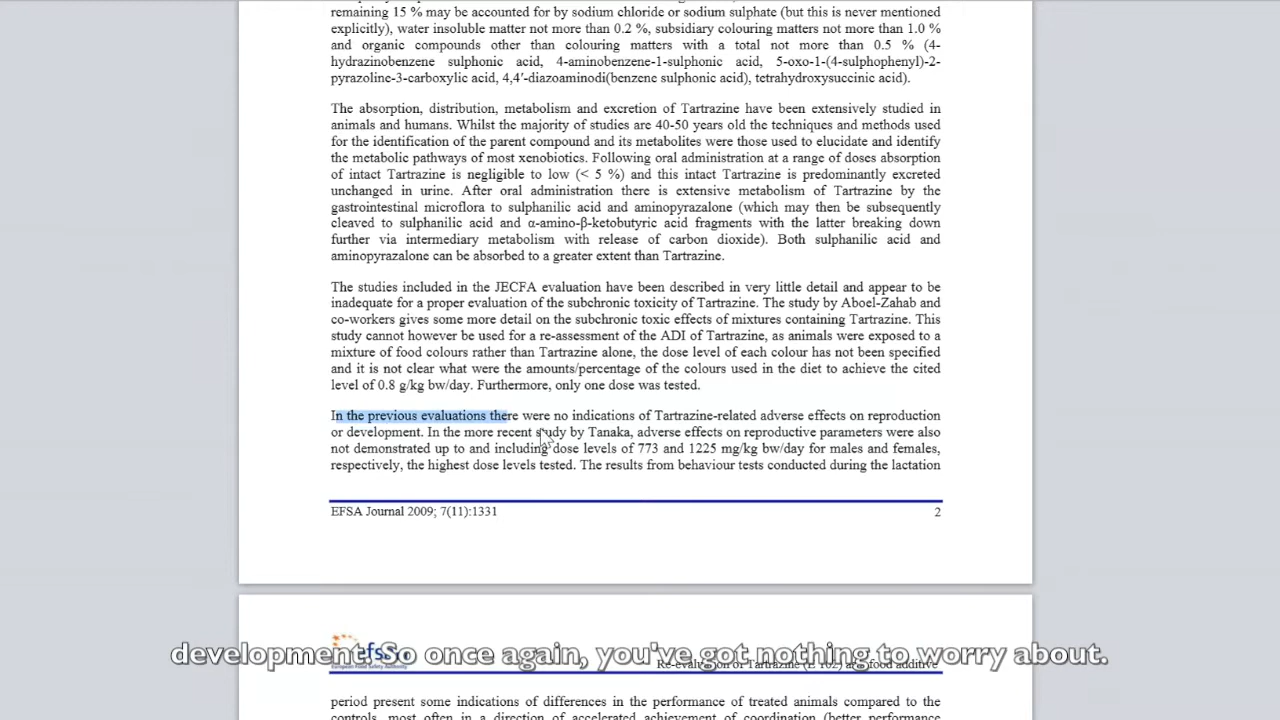 remaining 15 % may be accounted for by sodium chloride or sodium sulphate (but this is never mentioned
explicitly), water insoluble matter not more than 0.2 %, subsidiary colouring matters not more than 1.0 %
and organic compounds other than colouring matters with a total not more than 0.5 % (4-
hydrazinobenzene sulphonic acid, 4-aminobenzene-1-sulphonic acid, 5-oxo-1-(4-sulphophenyl)-2-
pyrazoline-3-carboxylic acid, 4,4'-diazoaminodi(benzene sulphonic acid), tetrahydroxysuccinic acid).
The absorption, distribution, metabolism and excretion of Tartrazine have been extensively studied in
animals and humans. Whilst the majority of studies are 40-50 years old the techniques and methods used
for the identification of the parent compound and its metabolites were those used to elucidate and identify
the metabolic pathways of most xenobiotics. Following oral administration at a range of doses absorption
of intact Tartrazine is negligible to low (< 5 %) and this intact Tartrazine is predominantly excreted
unchanged in urine. After oral administration there is extensive metabolism of Tartrazine by the
gastrointestinal microflora to sulphanilic acid and aminopyrazalone (which may then be subsequently
cleaved to sulphanilic acid and α-amino-β-ketobutyric acid fragments with the latter breaking down
further via intermediary metabolism with release of carbon dioxide). Both sulphanilic acid and
aminopyrazalone can be absorbed to a greater extent than Tartrazine.
The studies included in the JECFA evaluation have been described in very little detail and appear to be
inadequate for a proper evaluation of the subchronic toxicity of Tartrazine. The study by Aboel-Zahab and
co-workers gives some more detail on the subchronic toxic effects of mixtures containing Tartrazine. This
study cannot however be used for a re-assessment of the ADI of Tartrazine, as animals were exposed to a
mixture of food colours rather than Tartrazine alone, the dose level of each colour has not been specified
and it is not clear what were the amounts/percentage of the colours used in the diet to achieve the cited
level of 0.8 g/kg bw/day. Furthermore, only one dose was tested.
In the previous evaluations there were no indications of Tartrazine-related adverse effects on reproduction
or development. In the more recent study by Tanaka, adverse effects on reproductive parameters were also
not demonstrated up to and including dose levels of 773 and 1225 mg/kg bw/day for males and females,
respectively, the highest dose levels tested. The results from behaviour tests conducted during the lactation
EFSA Journal 2009; 7(11):1331 2
development. So once again, you've got nothing to worry about.
Re-evaluation of Tartrazine (E 102) as a food additive
period present some indications of differences in the performance of treated animals compared to the
controls, most often in a direction of accelerated achievement of coordination (better performance